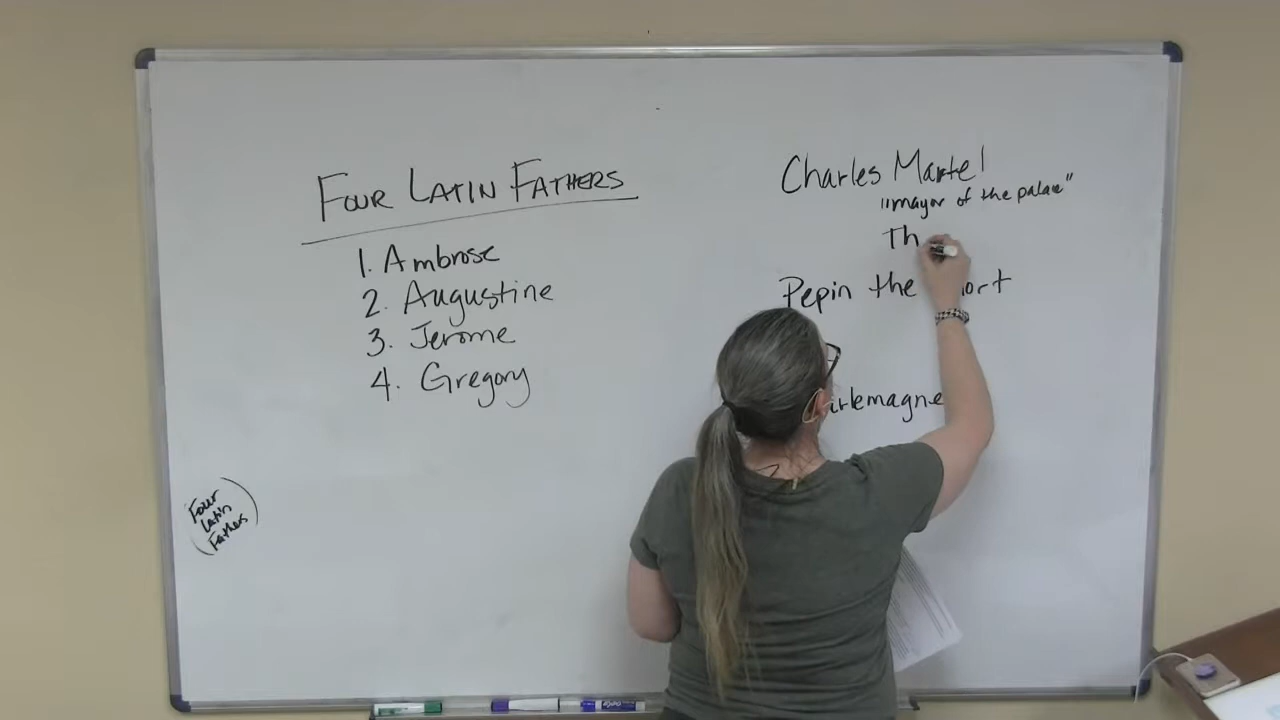 FOUR LATIN FATHERS
1. Ambrose
2. Augustine
3. Jerome
4. Gregory
(Four
Latin
Fathers)
Charles Martel
"mayor of the palace"
Th
Pepin the